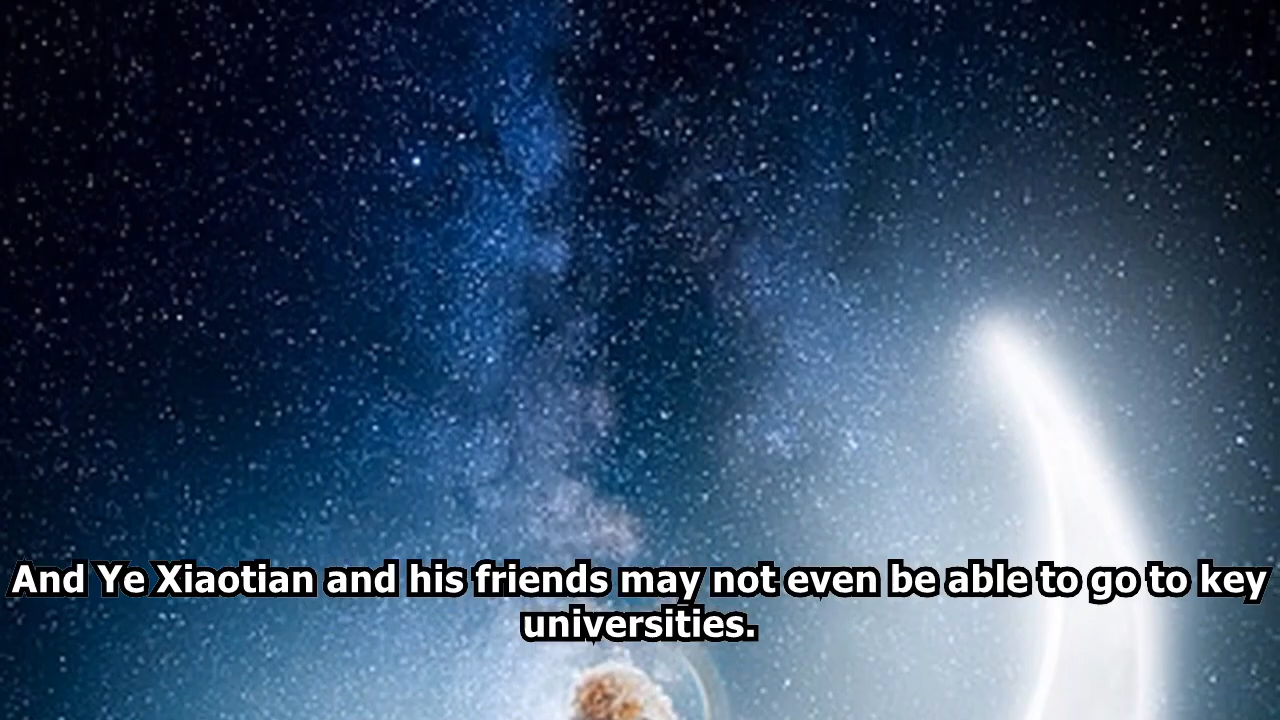 And Ye Xiaotian and his friends may not even be able to go to key
universities.